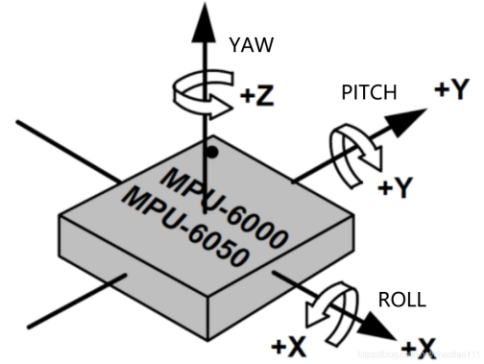 YAW
+Z
PITCH
+Y
+Y
MPU-6000
MPU-6050
ROLL
+X
+X